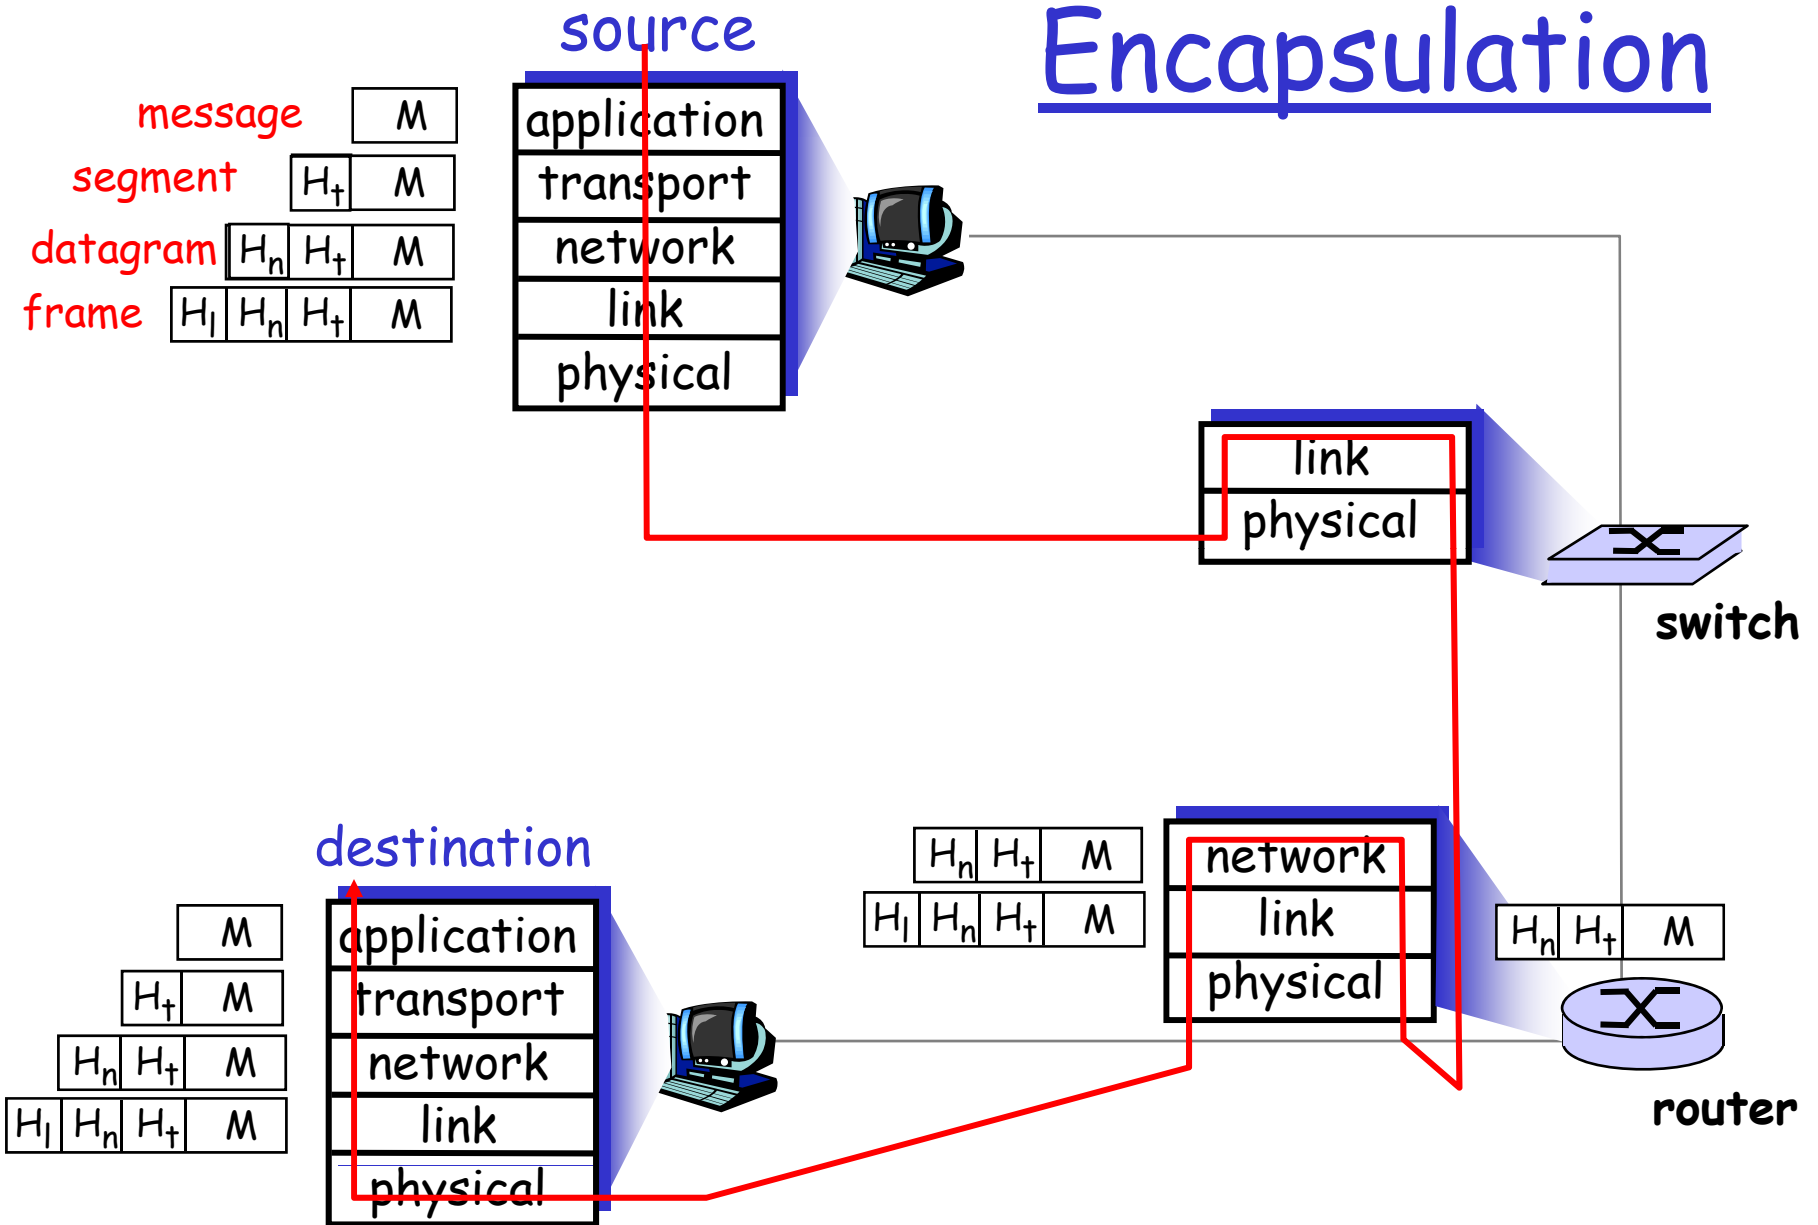 Encapsulation
source
message M
segment Ht M
datagram Hn Ht M
frame Hl Hn Ht M
application
transport
network
link
physical
link
physical
switch
destination
M
Ht M
Hn Ht M
Hl Hn Ht M
application
transport
network
link
physical
Hn Ht M
Hl Hn Ht M
network
link
physical
Hn Ht M
router